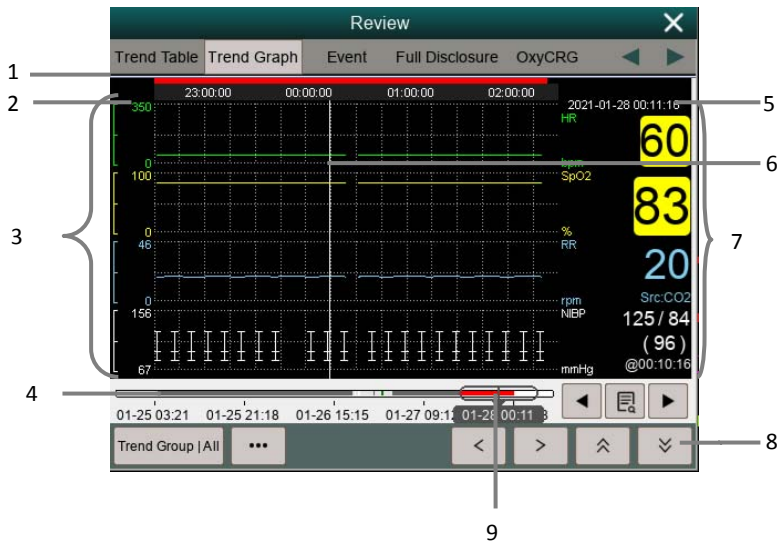 Review
Trend Table Trend Graph Event Full Disclosure OxyCRG
1
23:00:00 00:00:00 01:00:00 02:00:00
2
350
2021-01-28 00:11:16
5
HR
60
0
bpm
6
100
SpO2
83
3
7
0
%
46
RR
20
0
rpm
Src:CO2
156
NIBP
125 / 84
( 96 )
67
mmHg
@00:10:16
4
01-25 03:21 01-25 21:18 01-26 15:15 01-27 09:1 01-28 00:11
Trend Group | All ••• < >
8
9